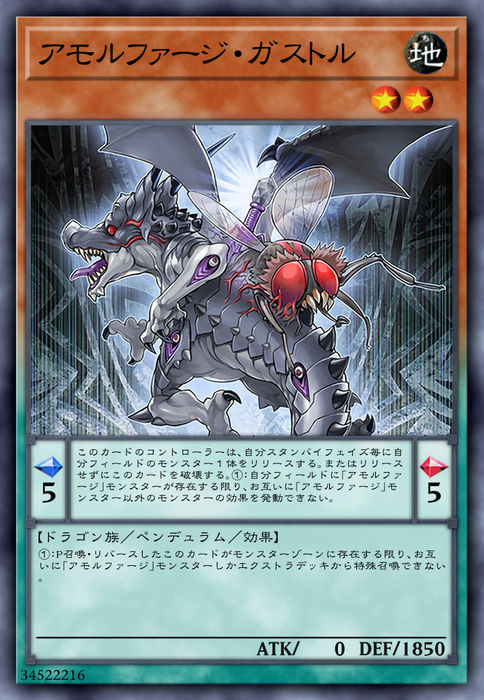 アモルファージ・ガストル
地
ち
このカードのコントローラーは、自分スタンバイフェイズ毎に自
分フィールドのモンスター１体をリリースする。またはリリース
せずにこのカードを破壊する。①：自分フィールドに「アモルファ
ージ」モンスターが存在する限り、お互いに「アモルファージ」モ
ンスター以外のモンスターの効果を発動できない。
5
5
【ドラゴン族／ペンデュラム／効果】
①：P召喚・リバースしたこのカードがモンスターゾーンに存在する限り、お互
いに「アモルファージ」モンスターしかエクストラデッキから特殊召喚できない
。
ATK/ 0 DEF/1850
34522216